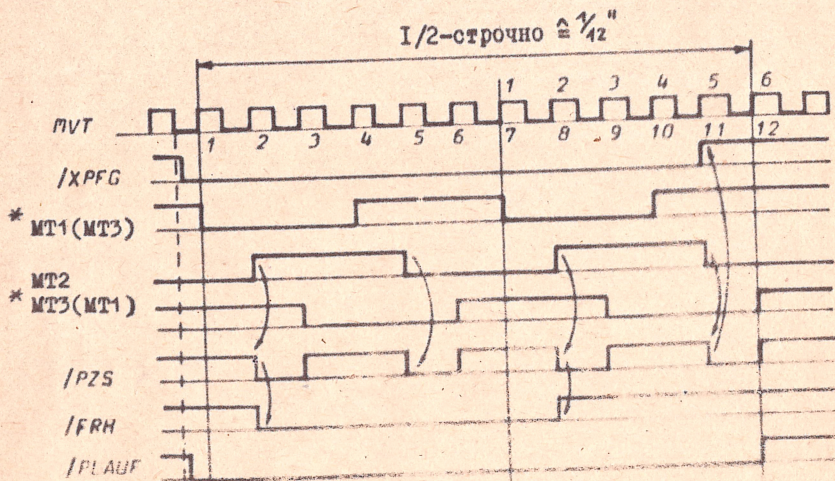 I/2-строчно ≙ 1/12"
1 2 3 4 5 6
MVT
1 2 3 4 5 6 7 8 9 10 11 12
/XPFG
* MT1(MT3)
MT2
* MT3(MT1)
/PZS
/FRH
/PLAUF